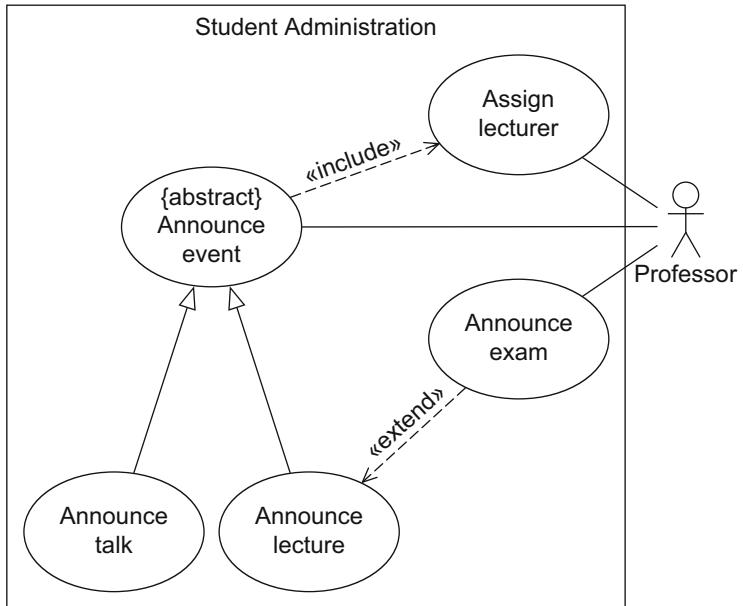 Student Administration
Assign
lecturer
«include»
{abstract}
Announce
event
Professor
Announce
exam
«extend»
Announce
talk
Announce
lecture